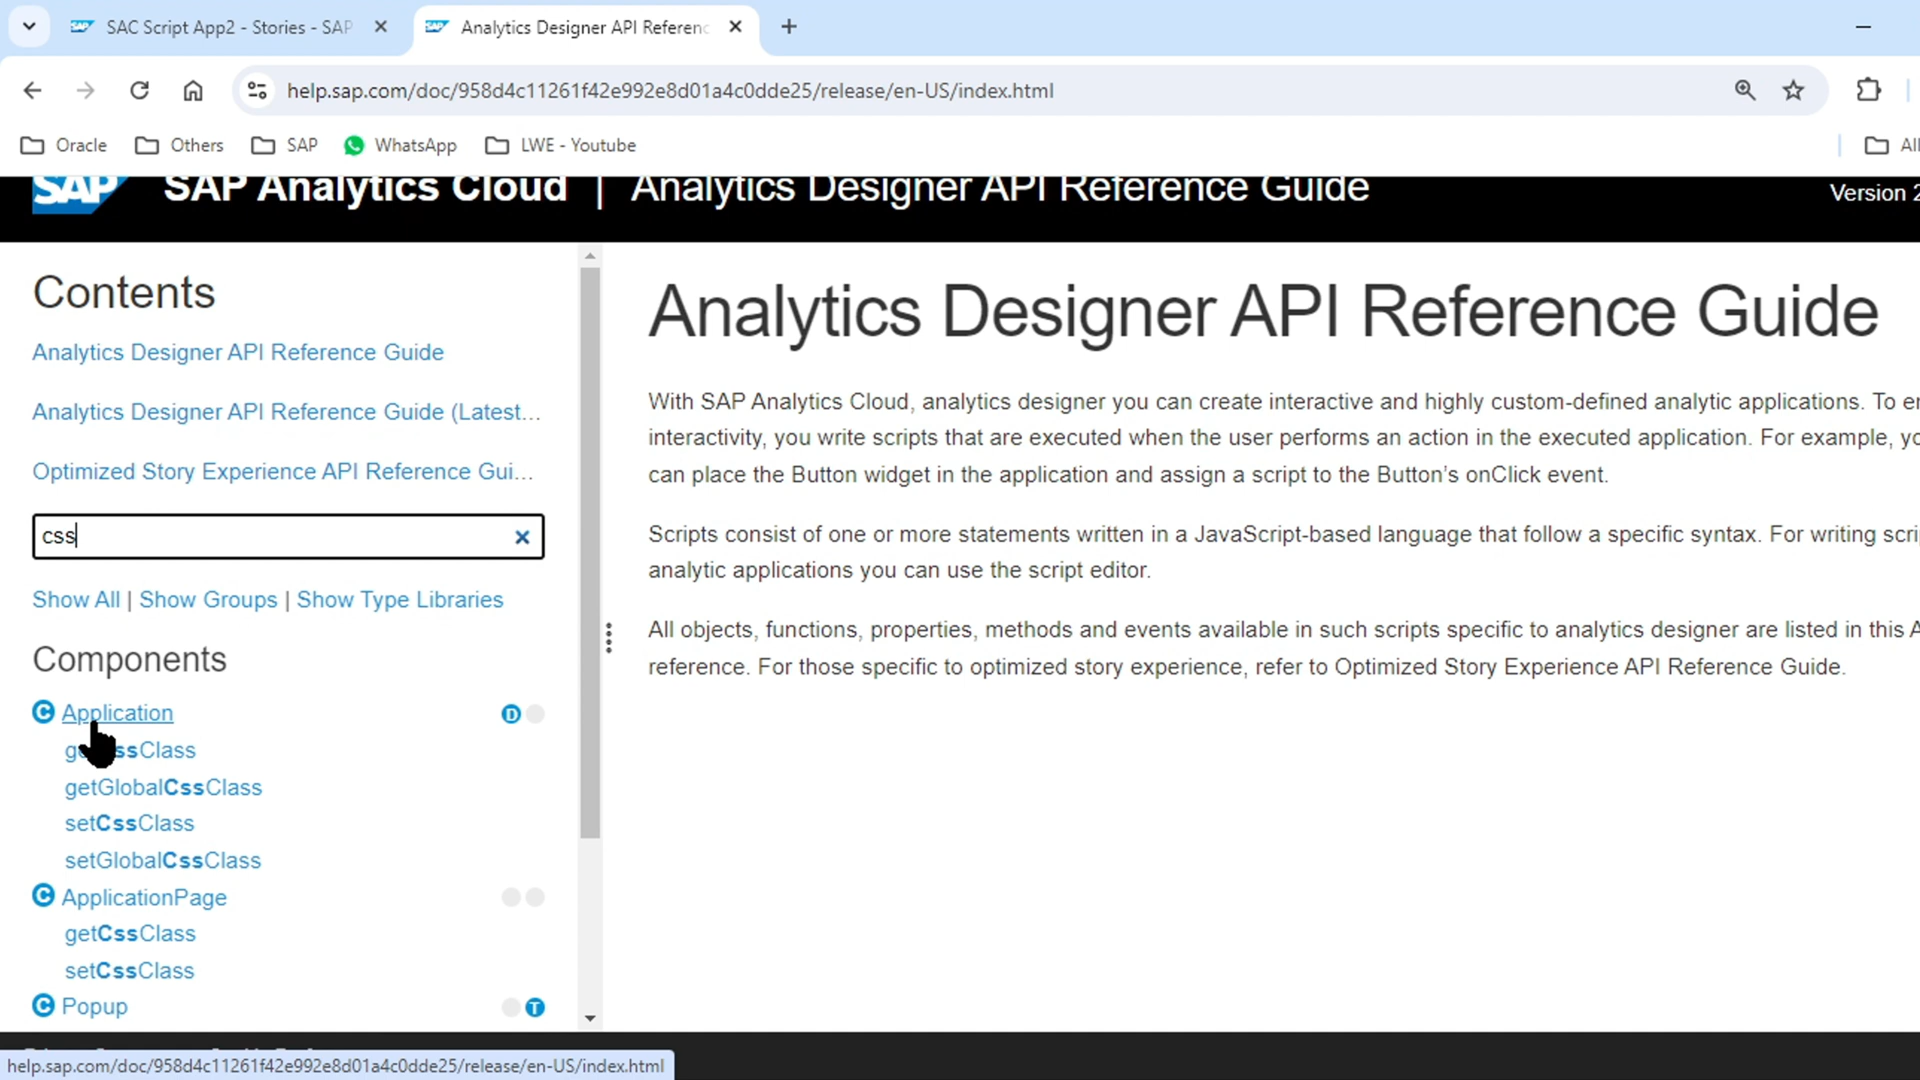 SAC Script App2 - Stories - SAP
Analytics Designer API Referenc
help.sap.com/doc/958d4c11261f42e992e8d01a4c0dde25/release/en-US/index.html
Oracle
Others
SAP
WhatsApp
LWE - Youtube
All
SAP SAP Analytics Cloud | Analytics Designer API Reference Guide
Version 2
Contents
Analytics Designer API Reference Guide
Analytics Designer API Reference Guide (Latest...
Optimized Story Experience API Reference Gui...
css
Show All | Show Groups | Show Type Libraries
Components
C Application D
getCssClass
getGlobalCssClass
setCssClass
setGlobalCssClass
C ApplicationPage
getCssClass
setCssClass
C Popup T
Analytics Designer API Reference Guide
With SAP Analytics Cloud, analytics designer you can create interactive and highly custom-defined analytic applications. To en
interactivity, you write scripts that are executed when the user performs an action in the executed application. For example, yo
can place the Button widget in the application and assign a script to the Button's onClick event.
Scripts consist of one or more statements written in a JavaScript-based language that follow a specific syntax. For writing scri
analytic applications you can use the script editor.
All objects, functions, properties, methods and events available in such scripts specific to analytics designer are listed in this A
reference. For those specific to optimized story experience, refer to Optimized Story Experience API Reference Guide.
help.sap.com/doc/958d4c11261f42e992e8d01a4c0dde25/release/en-US/index.html